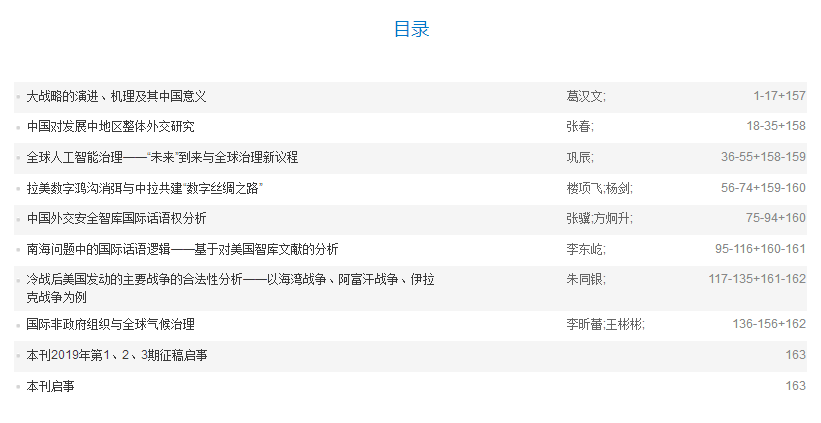 目录
大战略的演进、机理及其中国意义 葛汉文; 1-17+157
中国对发展中地区整体外交研究 张春; 18-35+158
全球人工智能治理——“未来”到来与全球治理新议程 巩辰; 36-55+158-159
拉美数字鸿沟消弭与中拉共建“数字丝绸之路” 楼项飞;杨剑; 56-74+159-160
中国外交安全智库国际话语权分析 张骥;方炯升; 75-94+160
南海问题中的国际话语逻辑——基于对美国智库文献的分析 李东屹; 95-116+160-161
冷战后美国发动的主要战争的合法性分析——以海湾战争、阿富汗战争、伊拉 朱同银; 117-135+161-162
克战争为例
国际非政府组织与全球气候治理 李昕蕾;王彬彬; 136-156+162
本刊2019年第1、2、3期征稿启事 163
本刊启事 163